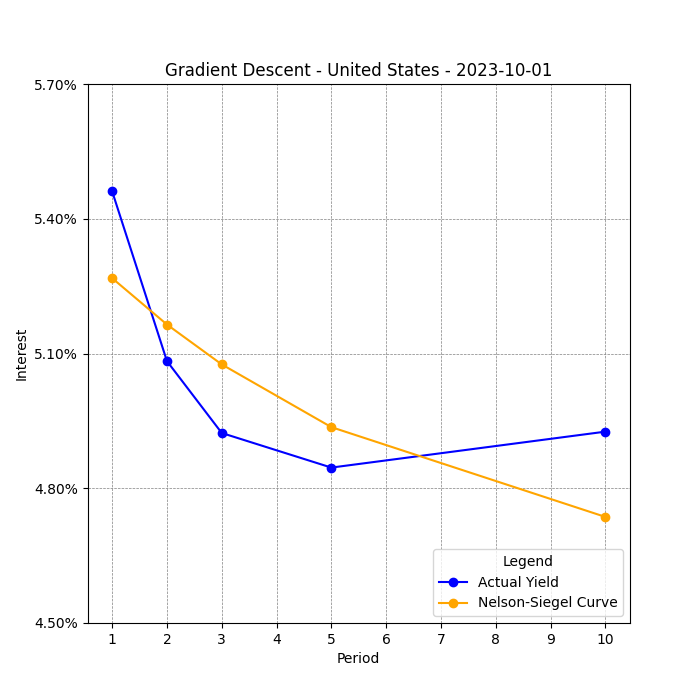 Gradient Descent - United States - 2023-10-01
5.70%
5.40%
5.10%
4.80%
4.50%
Interest
1 2 3 4 5 6 7 8 9 10
Period
Legend
Actual Yield
Nelson-Siegel Curve